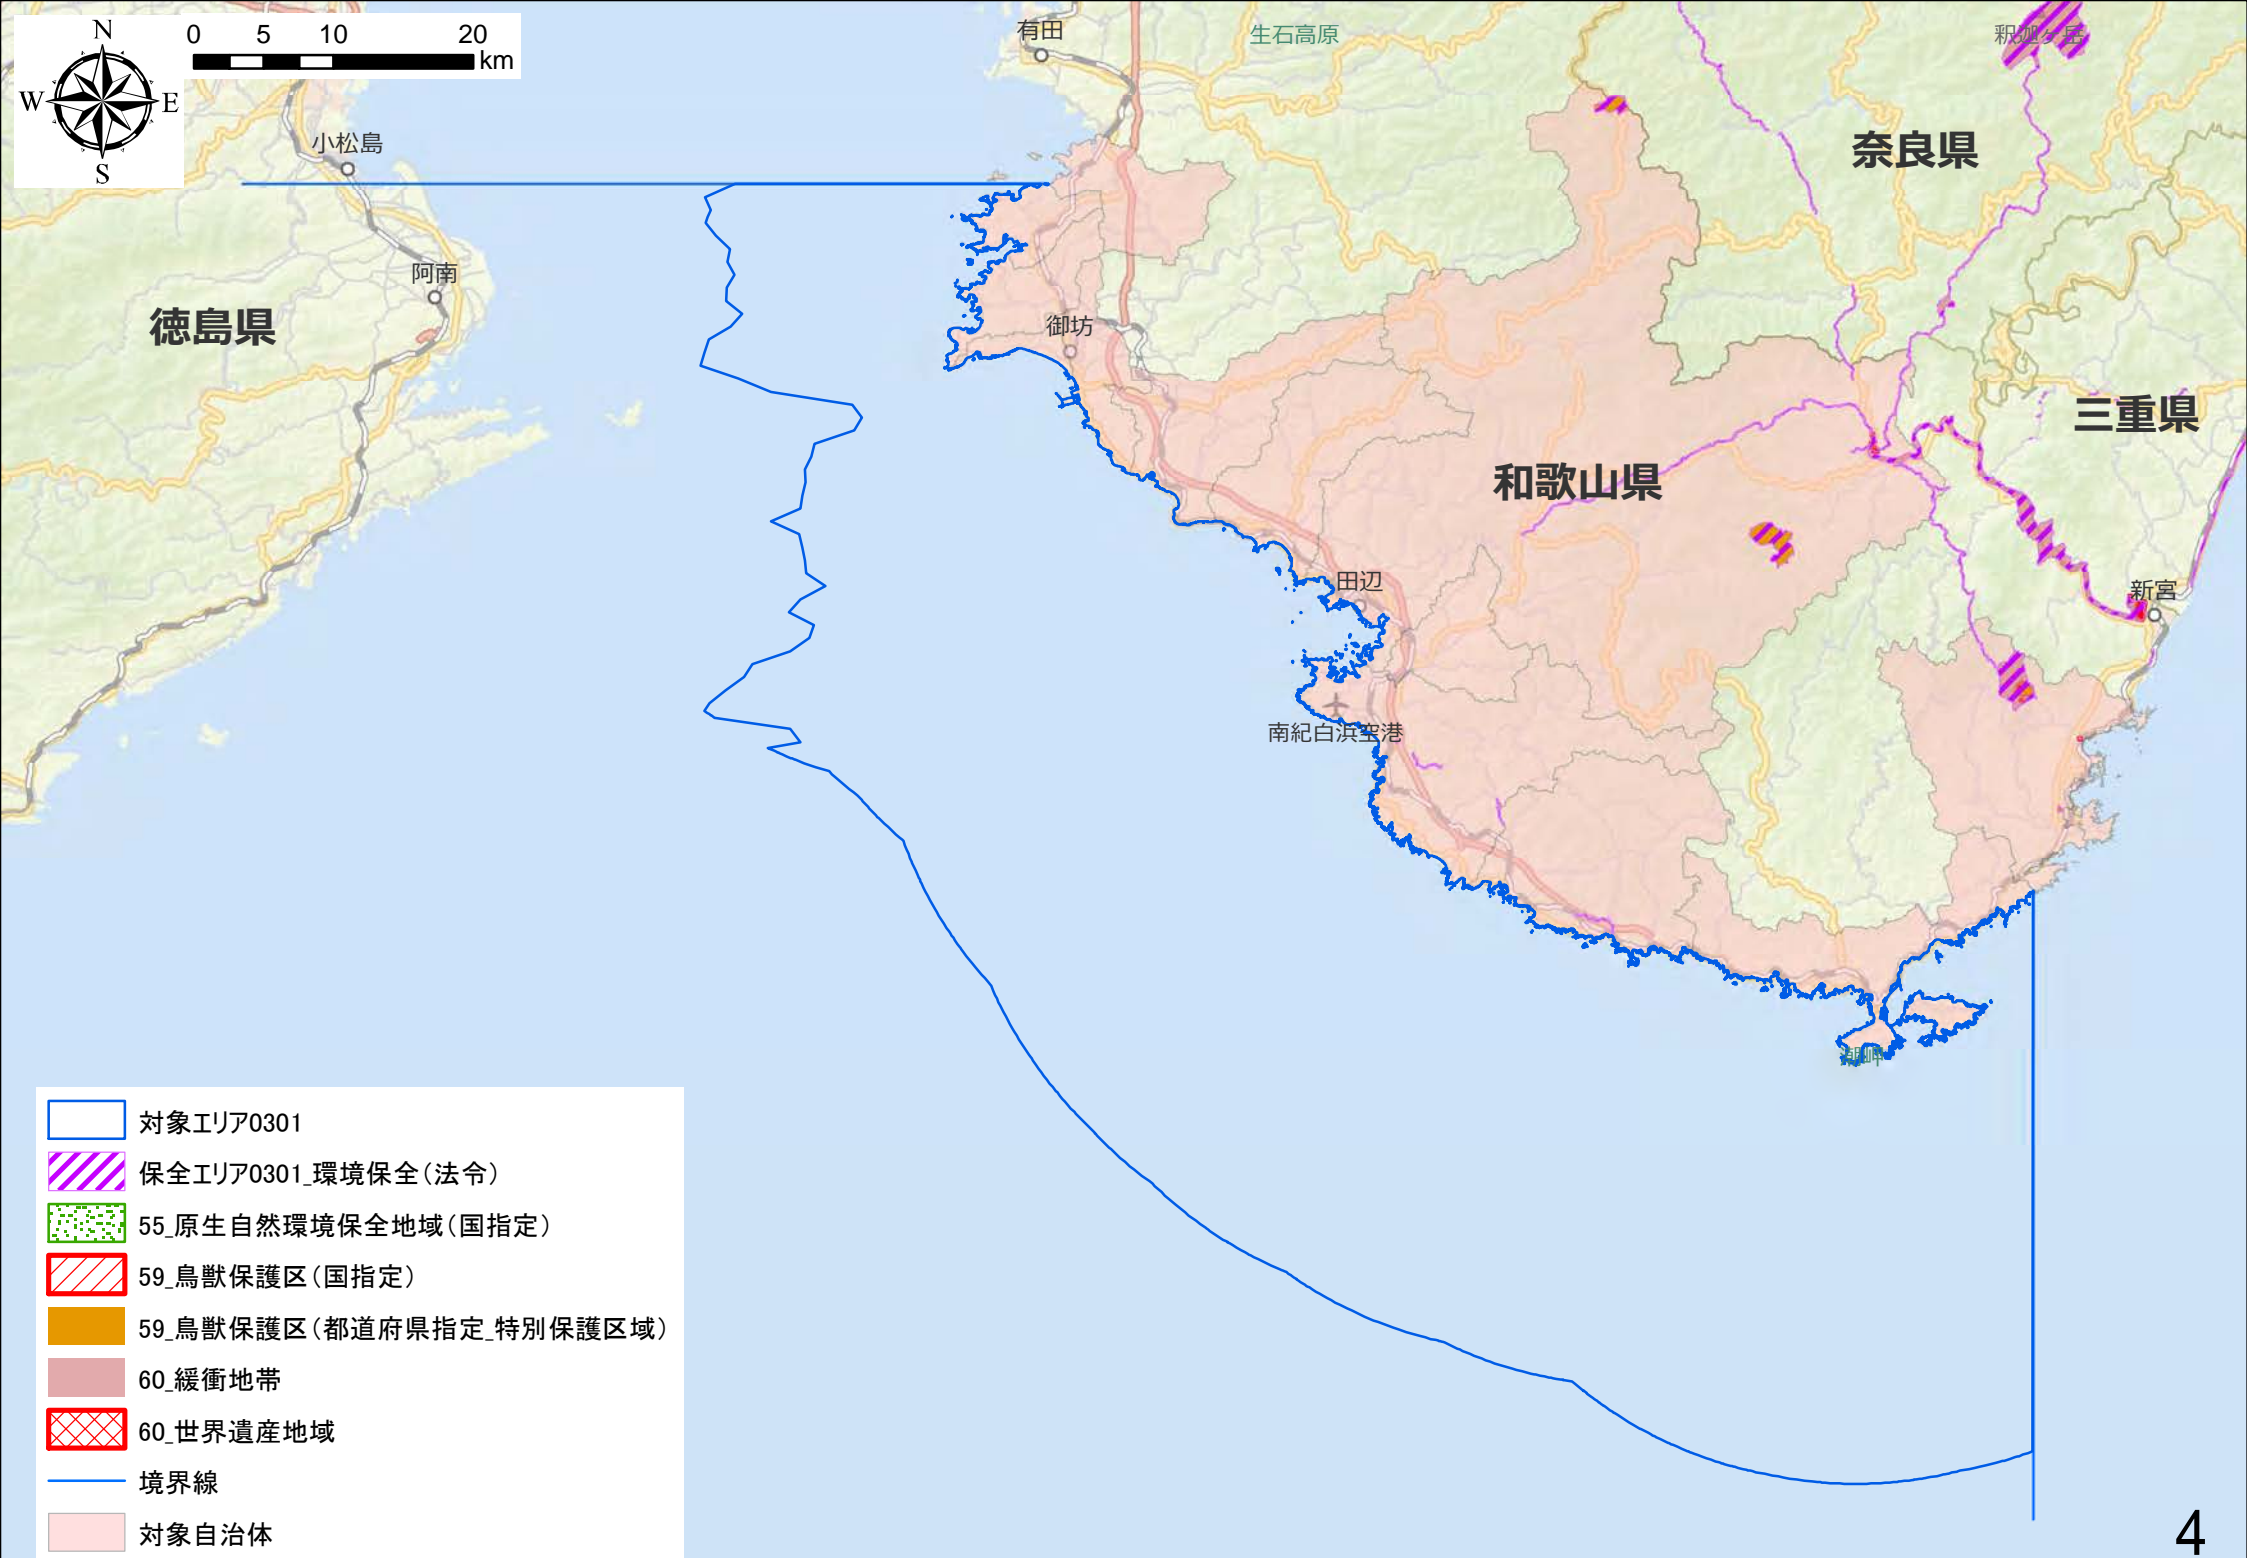 N
W
E
S
0 5 10 20
km
有田
生石高原
釈迦ヶ岳
小松島
奈良県
阿南
徳島県
御坊
三重県
和歌山県
田辺
新宮
南紀白浜空港
潮岬
対象エリア0301
保全エリア0301_環境保全(法令)
55_原生自然環境保全地域(国指定)
59_鳥獣保護区(国指定)
59_鳥獣保護区(都道府県指定_特別保護区域)
60_緩衝地帯
60_世界遺産地域
境界線
対象自治体
4